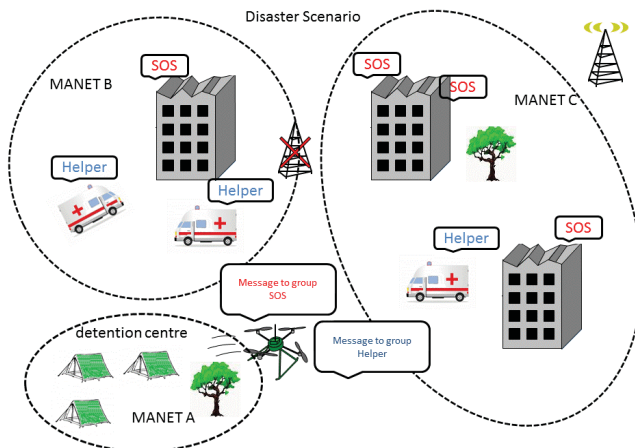 Disaster Scenario
SOS
MANET B
Helper
Helper
SOS
SOS
MANET C
Helper
SOS
Message to group
SOS
Message to group
Helper
detention centre
MANET A